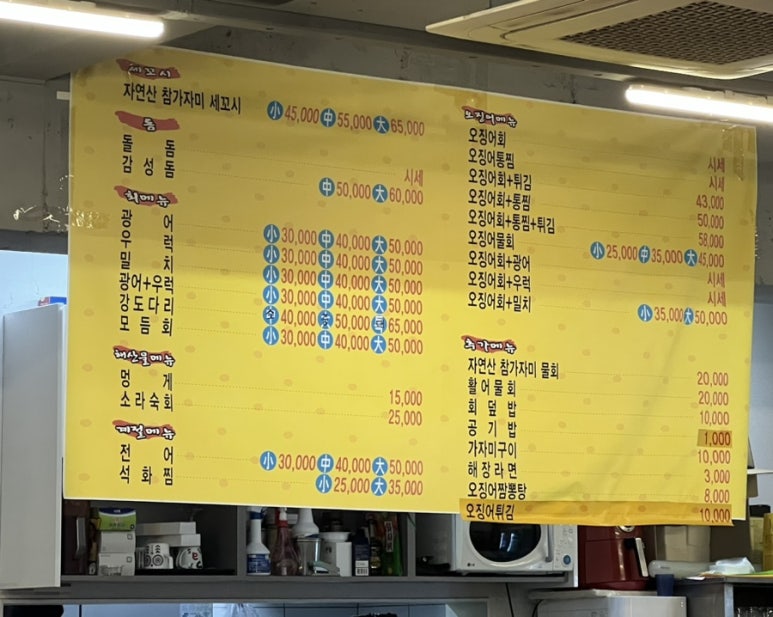 세꼬시
자연산 참가자미 세꼬시 小 45,000 中 55,000 大 65,000
돔
돌 돔 시세
감성돔 中 50,000 大 60,000
회메뉴
광 어 小 30,000 中 40,000 大 50,000
우 럭 小 30,000 中 40,000 大 50,000
밀 치 小 30,000 中 40,000 大 50,000
광어+우럭 小 30,000 中 40,000 大 50,000
강도다리 40,000 50,000 65,000
모듬회 小 30,000 中 40,000 大 50,000
해산물메뉴
멍 게 15,000
소라숙회 25,000
계절메뉴
전 어 小 30,000 中 40,000 大 50,000
석화찜 小 25,000 大 35,000
오징어메뉴
오징어회 시세
오징어통찜 시세
오징어회+튀김 43,000
오징어회+통찜 50,000
오징어회+통찜+튀김 58,000
오징어물회 小 25,000 中 35,000 大 45,000
오징어회+광어 시세
오징어회+우럭 시세
오징어회+밀치 小 35,000 大 50,000
추가메뉴
자연산 참가자미 물회 20,000
활어물회 20,000
회덮밥 10,000
공기밥 1,000
가자미구이 10,000
해장라면 3,000
오징어짬뽕탕 8,000
오징어튀김 10,000